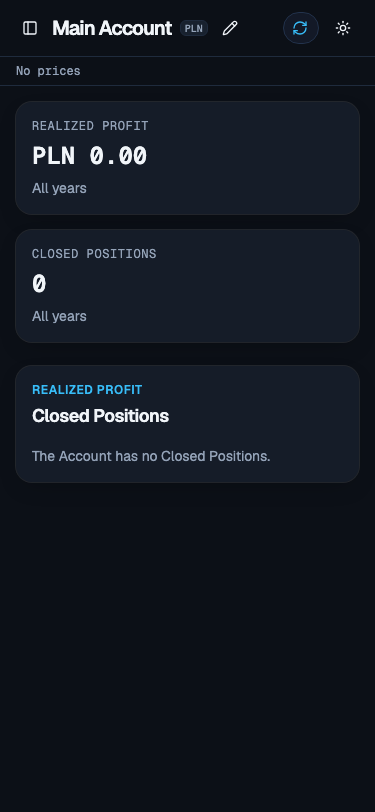 Main Account PLN
No prices
REALIZED PROFIT
PLN 0.00
All years
CLOSED POSITIONS
0
All years
REALIZED PROFIT
Closed Positions
The Account has no Closed Positions.